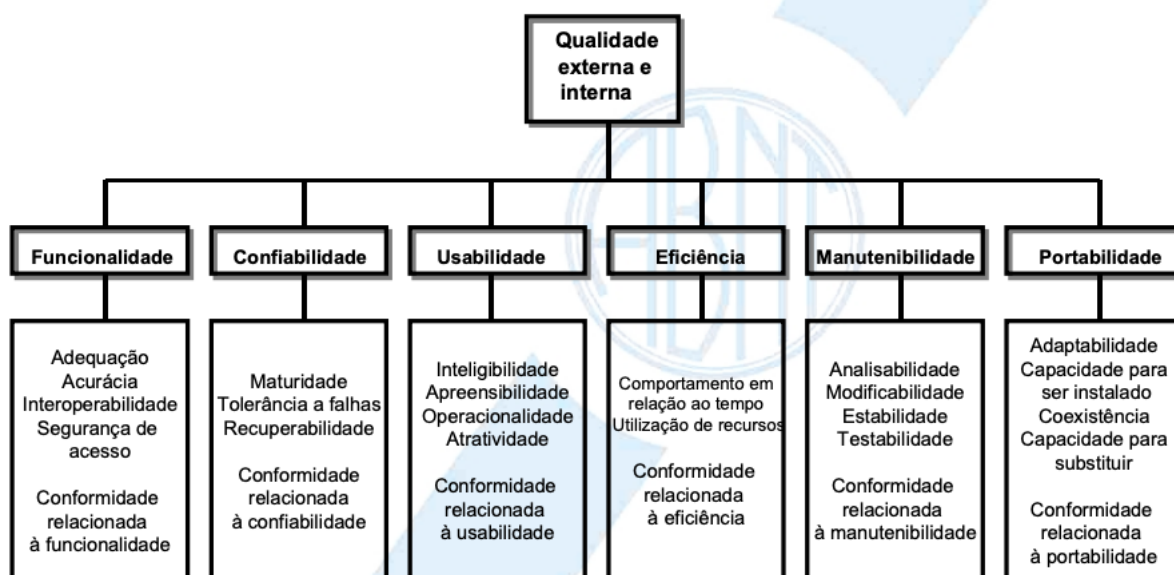 Qualidade
externa e
interna
ABNT
Funcionalidade
Confiabilidade
Usabilidade
Eficiência
Manutenibilidade
Portabilidade
Adequação
Acurácia
Interoperabilidade
Segurança de
acesso
Conformidade
relacionada
à funcionalidade
Maturidade
Tolerância a falhas
Recuperabilidade
Conformidade
relacionada
à confiabilidade
Inteligibilidade
Apreensibilidade
Operacionalidade
Atratividade
Conformidade
relacionada
à usabilidade
Comportamento em
relação ao tempo
Utilização de recursos
Conformidade
relacionada
à eficiência
Analisabilidade
Modificabilidade
Estabilidade
Testabilidade
Conformidade
relacionada
à manutenibilidade
Adaptabilidade
Capacidade para
ser instalado
Coexistência
Capacidade para
substituir
Conformidade
relacionada
à portabilidade